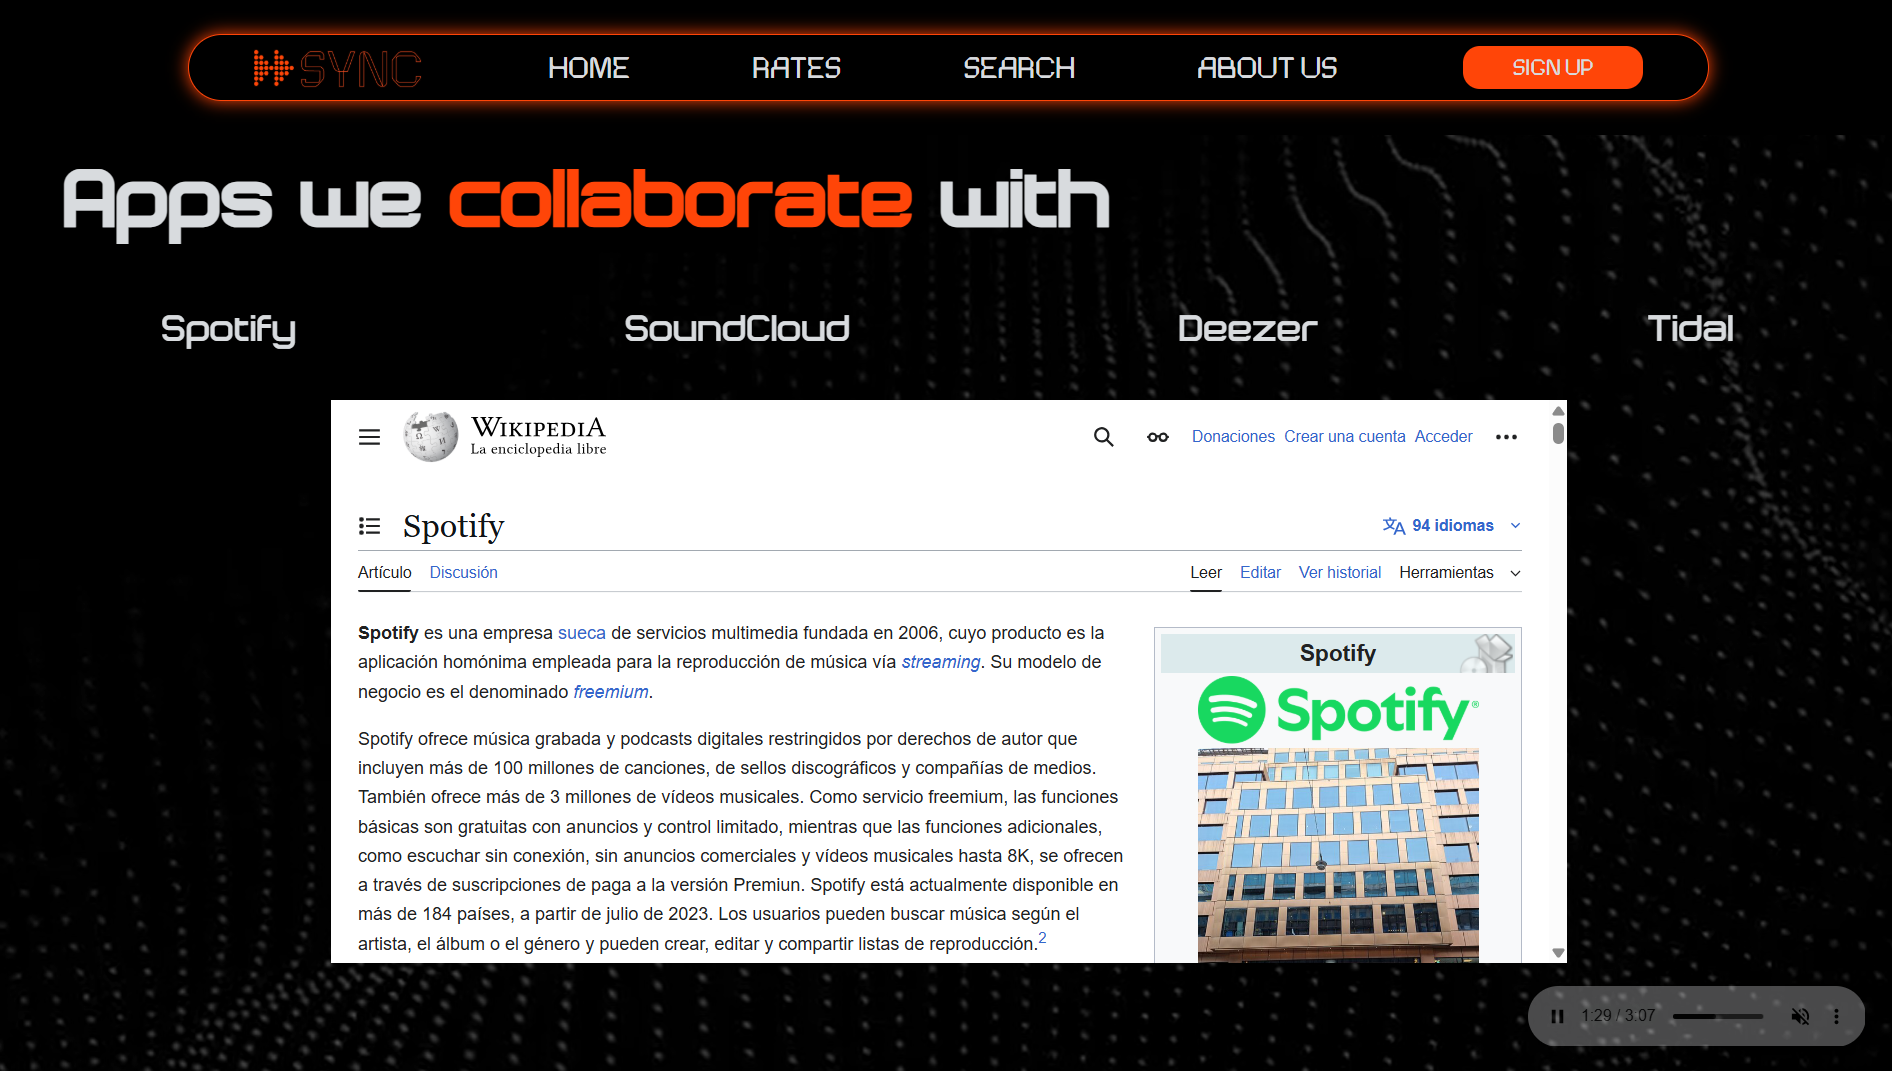 SYNC
HOME
RATES
SEARCH
ABOUT US
SIGN UP
Apps we collaborate with
Spotify
SoundCloud
Deezer
Tidal
WIKIPEDIA
La enciclopedia libre
Donaciones Crear una cuenta Acceder
Spotify
94 idiomas
Artículo Discusión
Leer Editar Ver historial Herramientas
Spotify es una empresa sueca de servicios multimedia fundada en 2006, cuyo producto es la
aplicación homónima empleada para la reproducción de música vía streaming. Su modelo de
negocio es el denominado freemium.
Spotify ofrece música grabada y podcasts digitales restringidos por derechos de autor que
incluyen más de 100 millones de canciones, de sellos discográficos y compañías de medios.
También ofrece más de 3 millones de vídeos musicales. Como servicio freemium, las funciones
básicas son gratuitas con anuncios y control limitado, mientras que las funciones adicionales,
como escuchar sin conexión, sin anuncios comerciales y vídeos musicales hasta 8K, se ofrecen
a través de suscripciones de paga a la versión Premiun. Spotify está actualmente disponible en
más de 184 países, a partir de julio de 2023. Los usuarios pueden buscar música según el
artista, el álbum o el género y pueden crear, editar y compartir listas de reproducción.2
Spotify
Spotify®
1:29 / 3:07